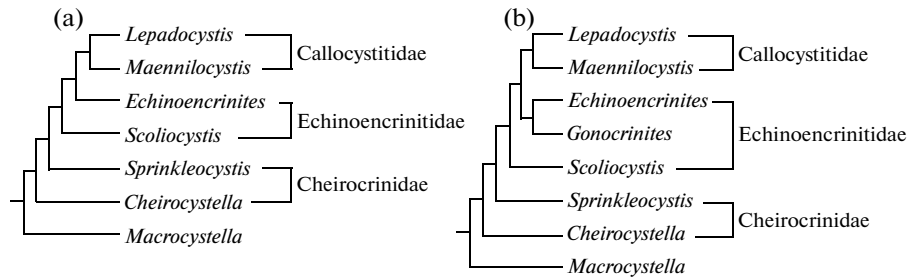 (a)
Lepadocystis
Maennilocystis
Callocystitidae
Echinoencrinites
Scoliocystis
Echinoencrinitidae
Sprinkleocystis
Cheirocystella
Cheirocrinidae
Macrocystella
(b)
Lepadocystis
Maennilocystis
Callocystitidae
Echinoencrinites
Gonocrinites
Scoliocystis
Echinoencrinitidae
Sprinkleocystis
Cheirocystella
Cheirocrinidae
Macrocystella